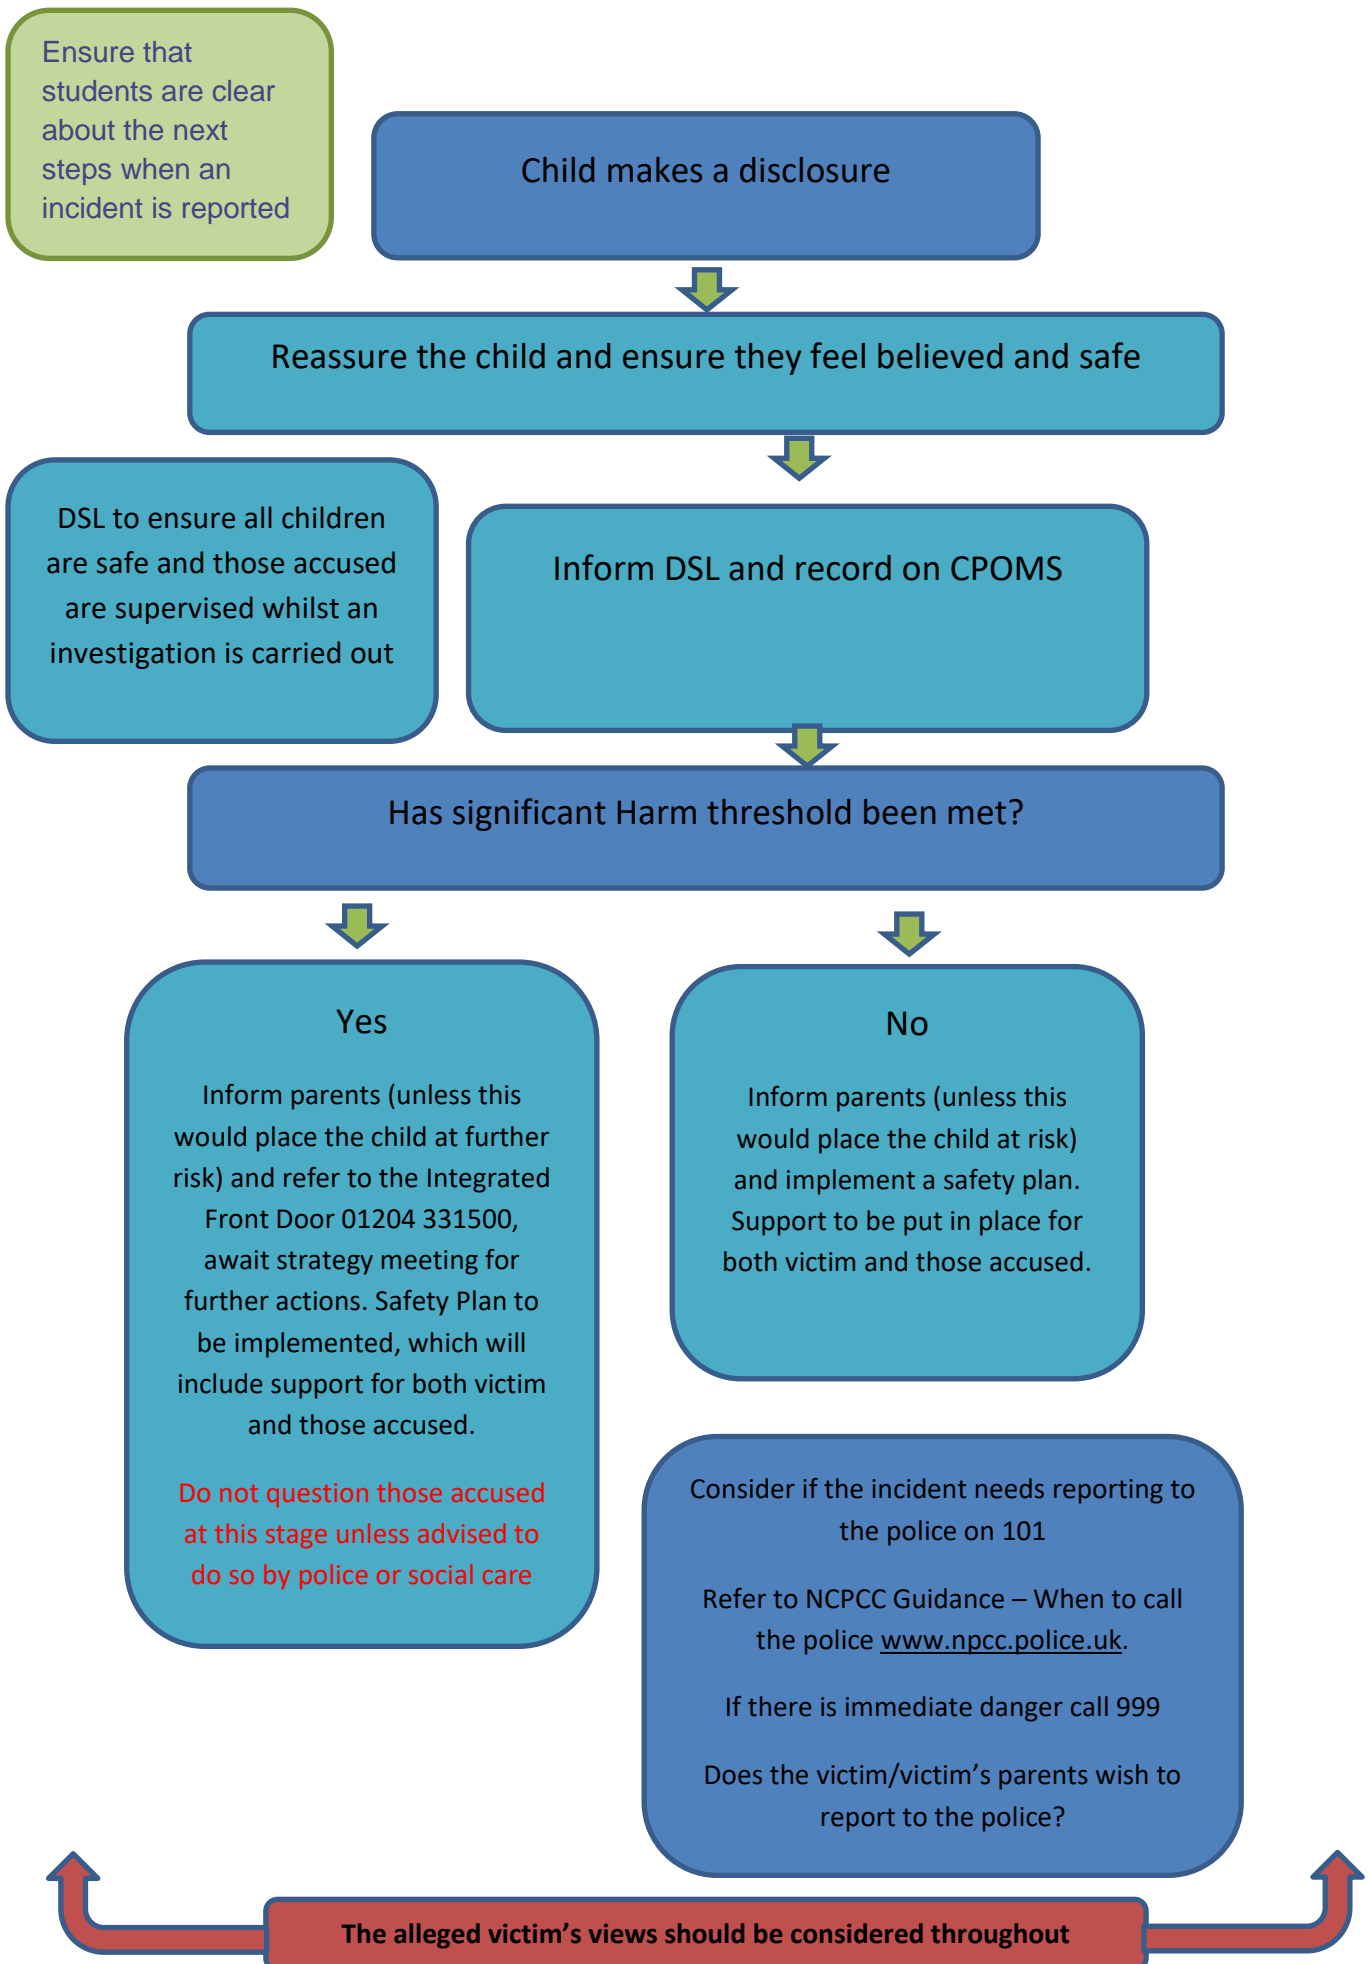 Ensure that
students are clear
about the next
steps when an
incident is reported
Child makes a disclosure
Reassure the child and ensure they feel believed and safe
DSL to ensure all children
are safe and those accused
are supervised whilst an
investigation is carried out
Inform DSL and record on CPOMS
Has significant Harm threshold been met?
Yes
Inform parents (unless this
would place the child at further
risk) and refer to the Integrated
Front Door 01204 331500,
await strategy meeting for
further actions. Safety Plan to
be implemented, which will
include support for both victim
and those accused.
Do not question those accused
at this stage unless advised to
do so by police or social care
No
Inform parents (unless this
would place the child at risk)
and implement a safety plan.
Support to be put in place for
both victim and those accused.
Consider if the incident needs reporting to
the police on 101
Refer to NCPCC Guidance – When to call
the police www.npcc.police.uk.
If there is immediate danger call 999
Does the victim/victim’s parents wish to
report to the police?
The alleged victim’s views should be considered throughout